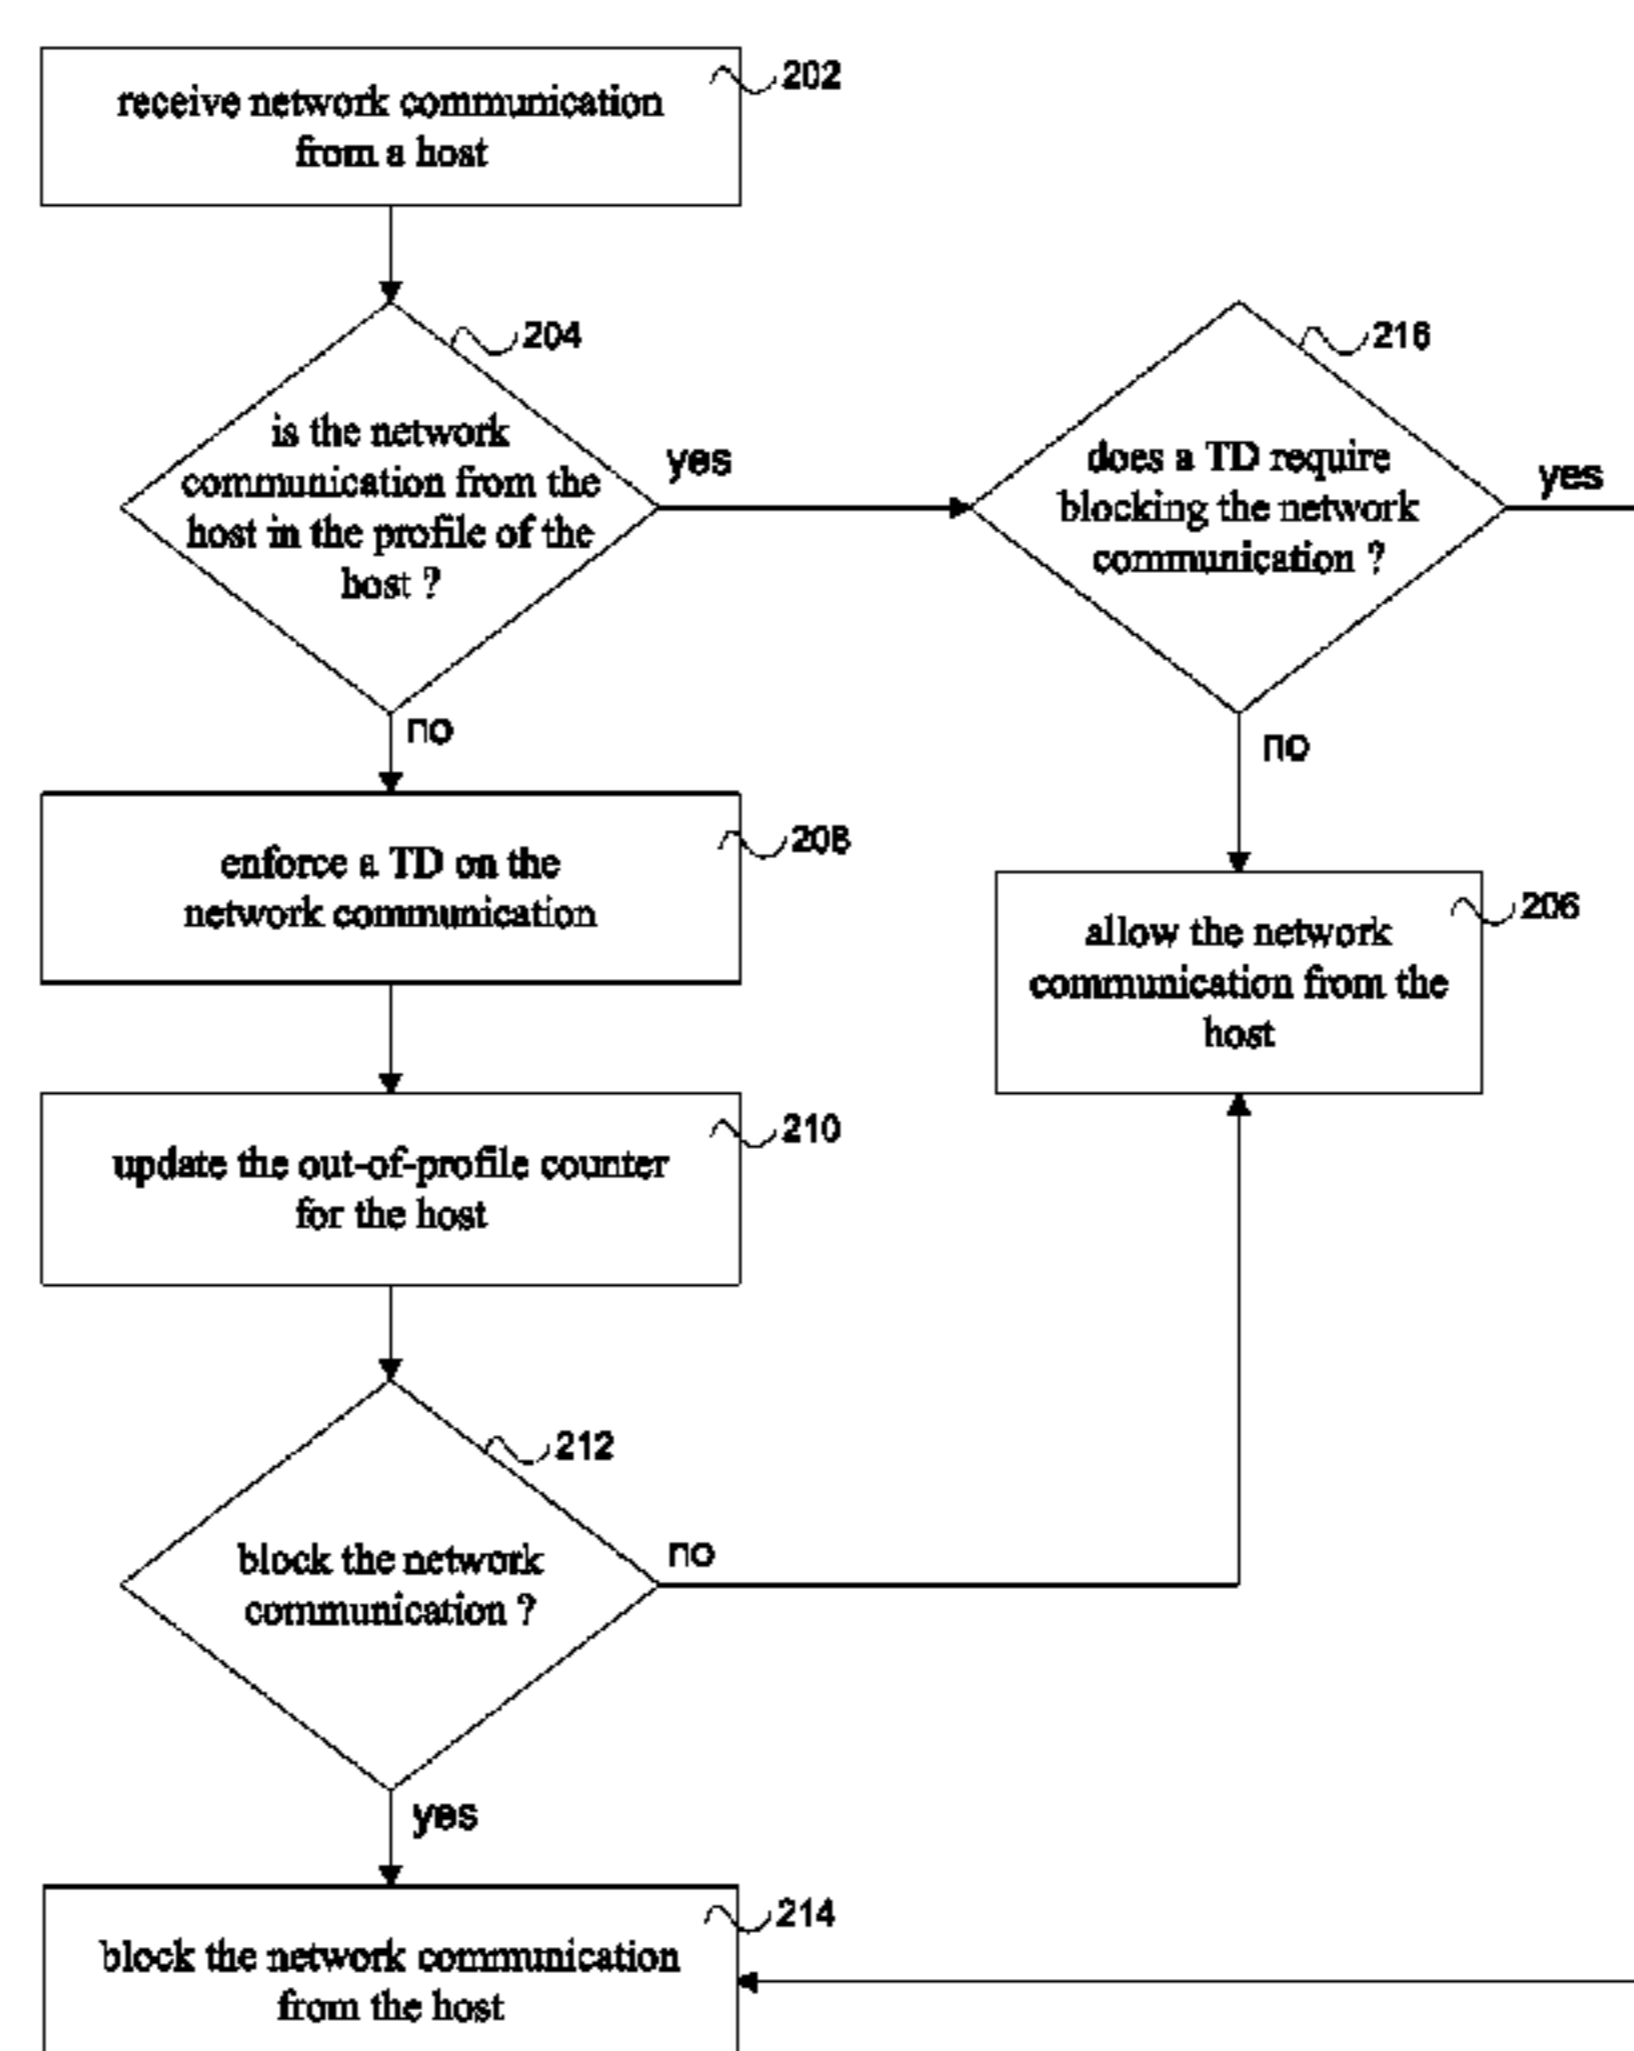 receive network communication
from a host
202
is the network
communication from the
host in the profile of the
host ?
204
yes
no
does a TD require
blocking the network
communication ?
216
yes
no
enforce a TD on the
network communication
208
allow the network
communication from the
host
206
update the out-of-profile counter
for the host
210
block the network
communication ?
212
no
yes
block the network communication
from the host
214